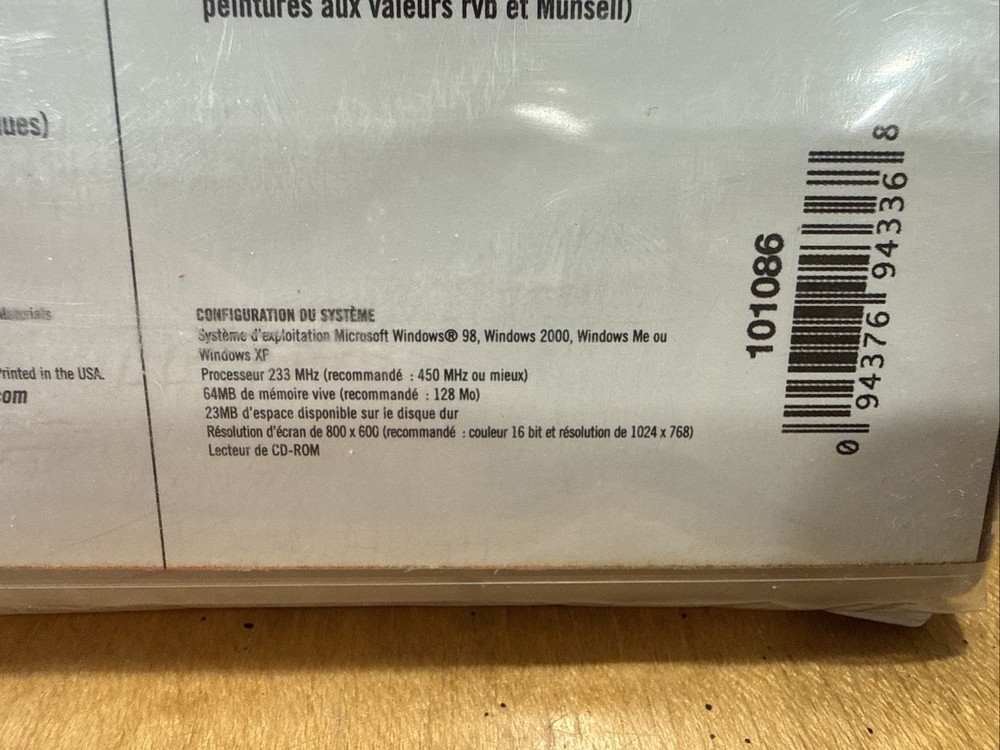 peintures aux valeurs rvb et Munsell)
ques)
Materials
Printed in the USA.
com
CONFIGURATION DU SYSTÈME
Système d'exploitation Microsoft Windows® 98, Windows 2000, Windows Me ou
Windows XP
Processeur 233 MHz (recommandé : 450 MHz ou mieux)
64MB de mémoire vive (recommandé : 128 Mo)
23MB d'espace disponible sur le disque dur
Résolution d'écran de 800 x 600 (recommandé : couleur 16 bit et résolution de 1024 x 768)
Lecteur de CD-ROM
101086
0 94376 94336 8